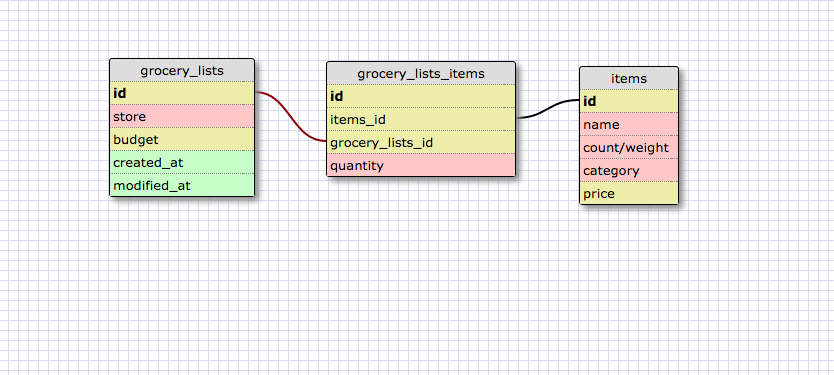 grocery_lists
id
store
budget
created_at
modified_at
grocery_lists_items
id
items_id
grocery_lists_id
quantity
items
id
name
count/weight
category
price